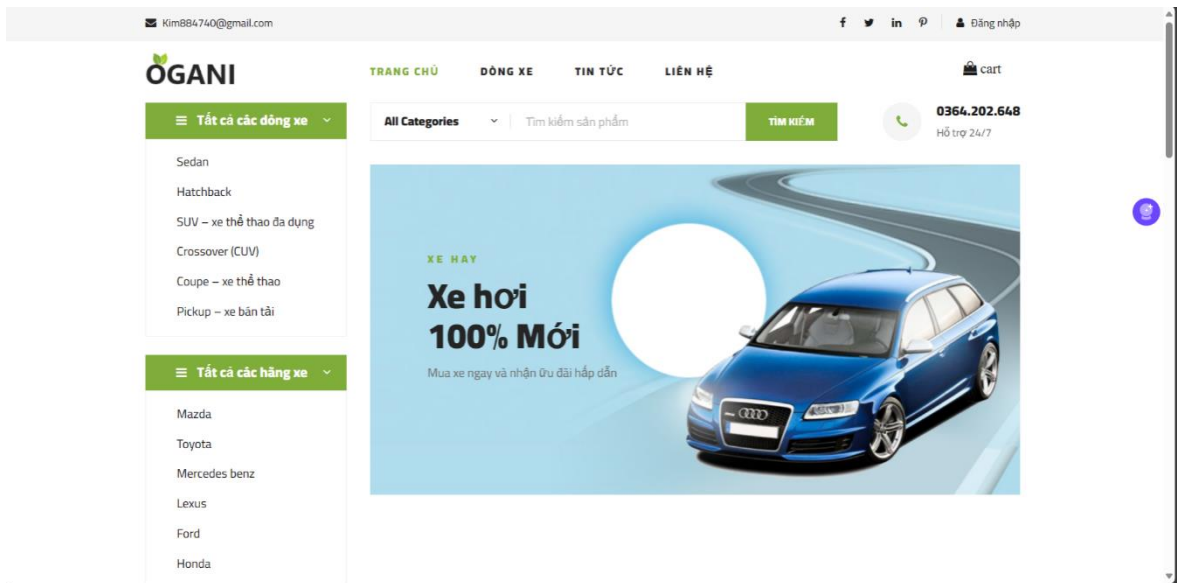 Kim884740@gmail.com
Đăng nhập
OGANI
TRANG CHỦ DÒNG XE TIN TỨC LIÊN HỆ
cart
Tất cả các dòng xe
All Categories Tìm kiếm sản phẩm TÌM KIẾM
0364.202.648
Hỗ trợ 24/7
Sedan
Hatchback
SUV – xe thể thao đa dụng
Crossover (CUV)
Coupe – xe thể thao
Pickup – xe bán tải
XE HAY
Xe hơi
100% Mới
Mua xe ngay và nhận ưu đãi hấp dẫn
Tất cả các hãng xe
Mazda
Toyota
Mercedes benz
Lexus
Ford
Honda